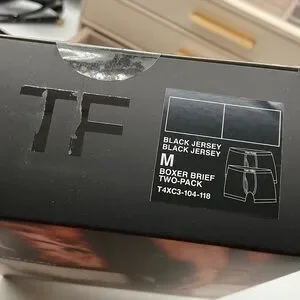 TF
BLACK JERSEY
BLACK JERSEY
M
BOXER BRIEF
TWO-PACK
T4XC3-104-118